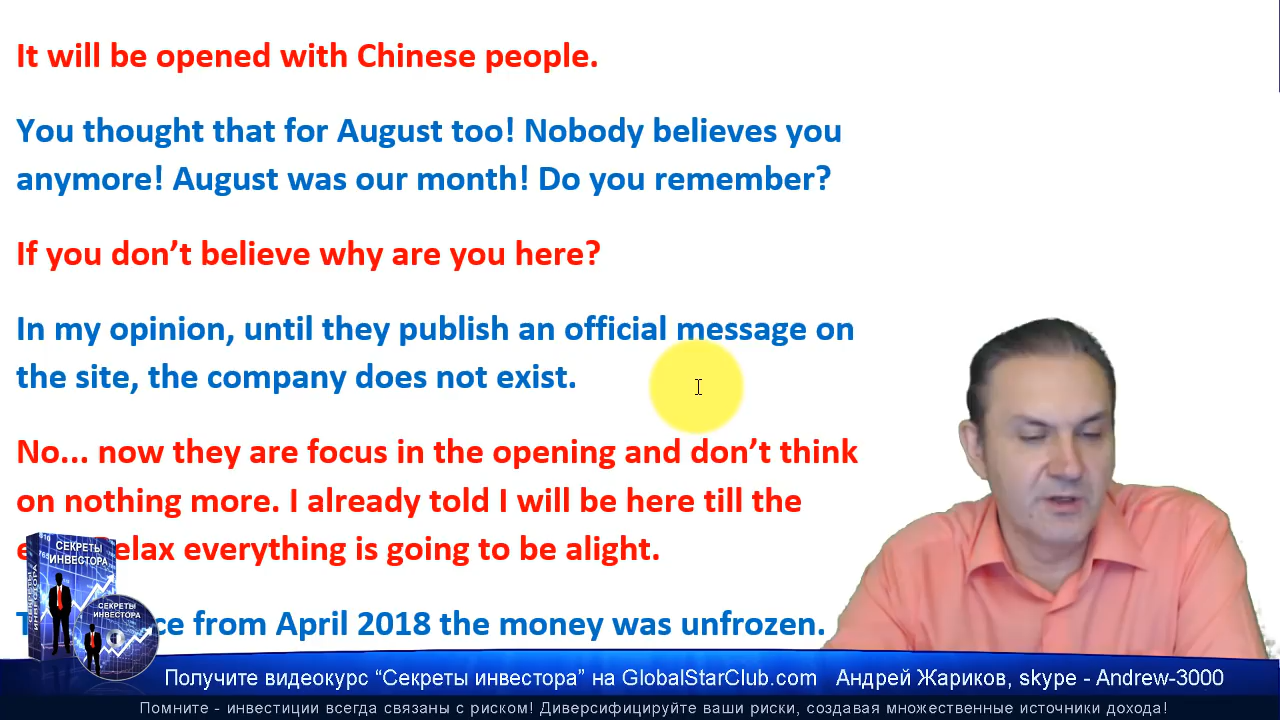 It will be opened with Chinese people.
You thought that for August too! Nobody believes you
anymore! August was our month! Do you remember?
If you don’t believe why are you here?
In my opinion, until they publish an official message on
the site, the company does not exist.
No... now they are focus in the opening and don’t think
on nothing more. I already told I will be here till the
elax everything is going to be alight.
ce from April 2018 the money was unfrozen.
СЕКРЕТЫ
ИНВЕСТОРА
СЕКРЕТЫ
ИНВЕСТОРА
Получите видеокурс “Секреты инвестора” на GlobalStarClub.com Андрей Жариков, skype - Andrew-3000
Помните - инвестиции всегда связаны с риском! Диверсифицируйте ваши риски, создавая множественные источники дохода!